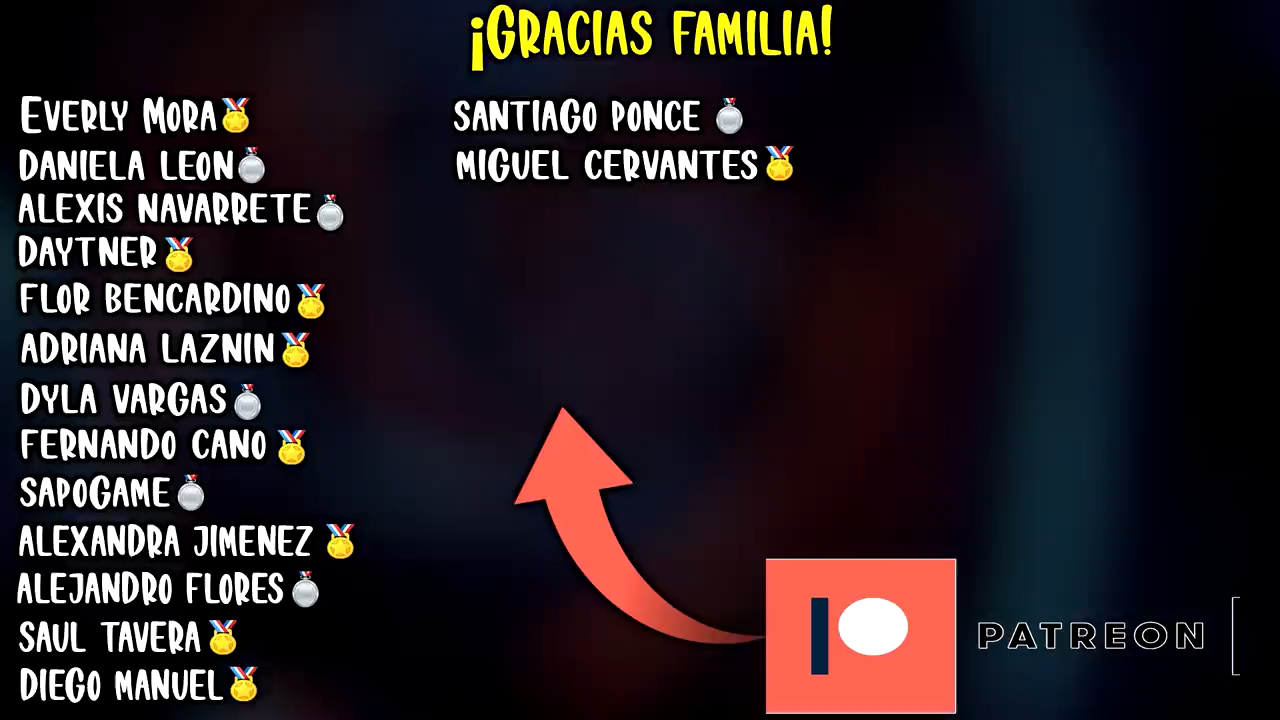 ¡GRACIAS FAMILIA!
EVERLY MORA🏅
DANIELA LEON
ALEXIS NAVARRETE
DAYTNER🏅
FLOR BENCARDINO🏅
ADRIANA LAZNIN🏅
DYLA VARGAS
FERNANDO CANO🏅
SAPOGAME
ALEXANDRA JIMENEZ🏅
ALEJANDRO FLORES
SAUL TAVERA🏅
DIEGO MANUEL🏅
SANTIAGO PONCE
MIGUEL CERVANTES🏅
PATREON